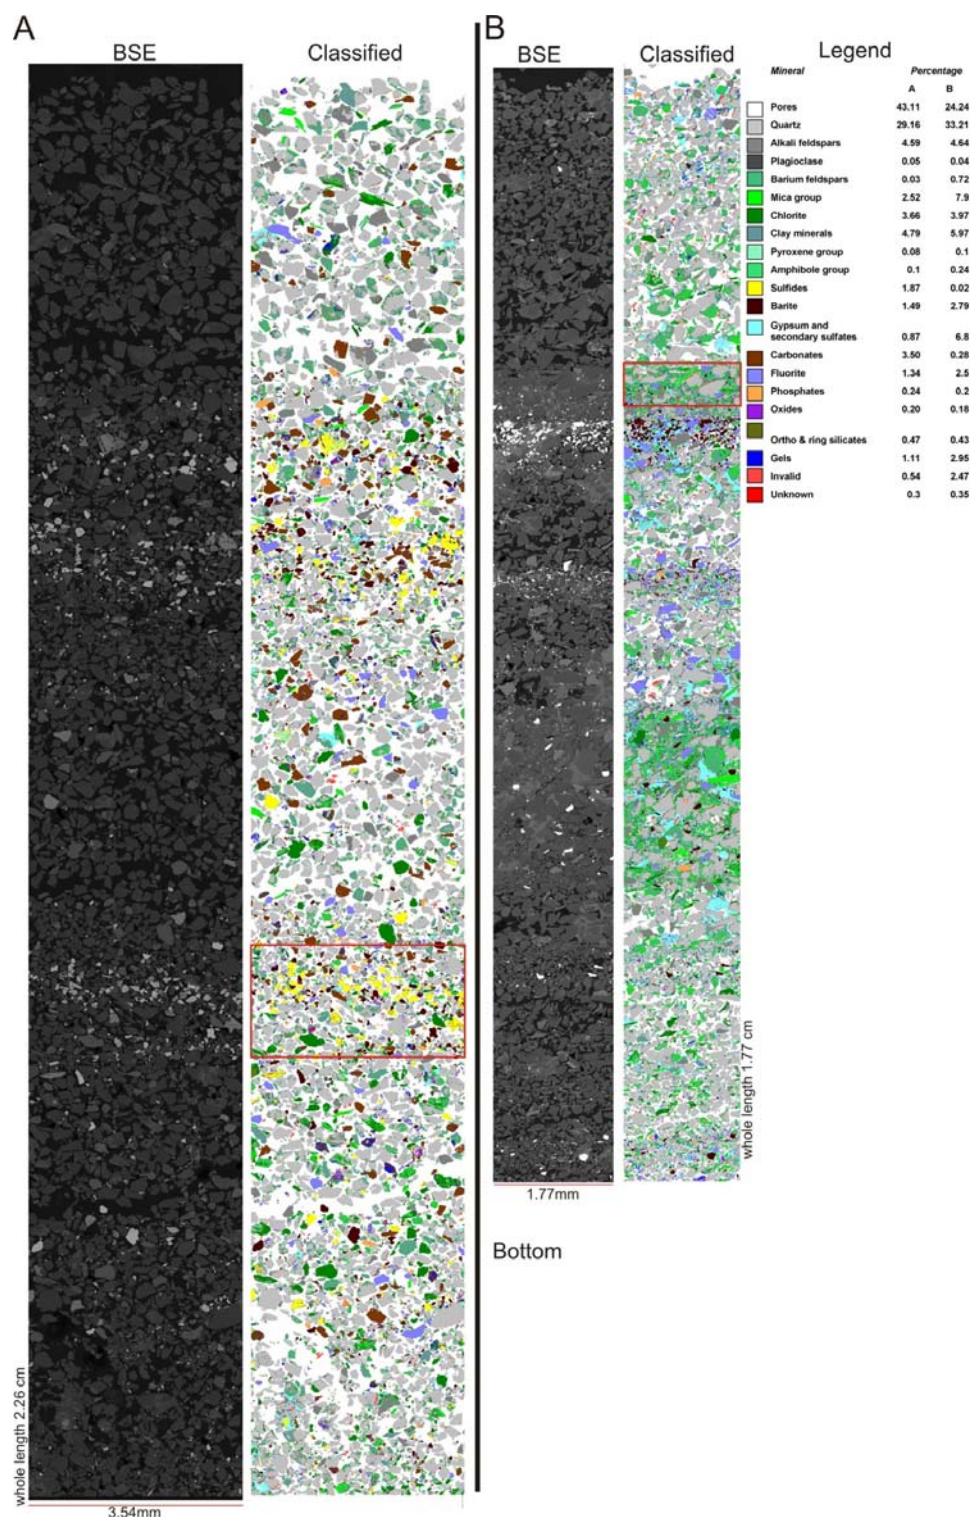 A
BSE
Classified
B
BSE
Classified
Legend
Mineral Percentage
A B
Pores 43.11 24.24
Quartz 29.16 33.21
Alkali feldspars 4.59 4.64
Plagioclase 0.05 0.04
Barium feldspars 0.03 0.72
Mica group 2.52 7.9
Chlorite 3.66 3.97
Clay minerals 4.79 5.97
Pyroxene group 0.08 0.1
Amphibole group 0.1 0.24
Sulfides 1.87 0.02
Barite 1.49 2.79
Gypsum and
secondary sulfates 0.87 6.8
Carbonates 3.50 0.28
Fluorite 1.34 2.5
Phosphates 0.24 0.2
Oxides 0.20 0.18
Ortho & ring silicates 0.47 0.43
Gels 1.11 2.95
Invalid 0.54 2.47
Unknown 0.3 0.35
whole length 1.77 cm
1.77mm
Bottom
whole length 2.26 cm
3.54mm